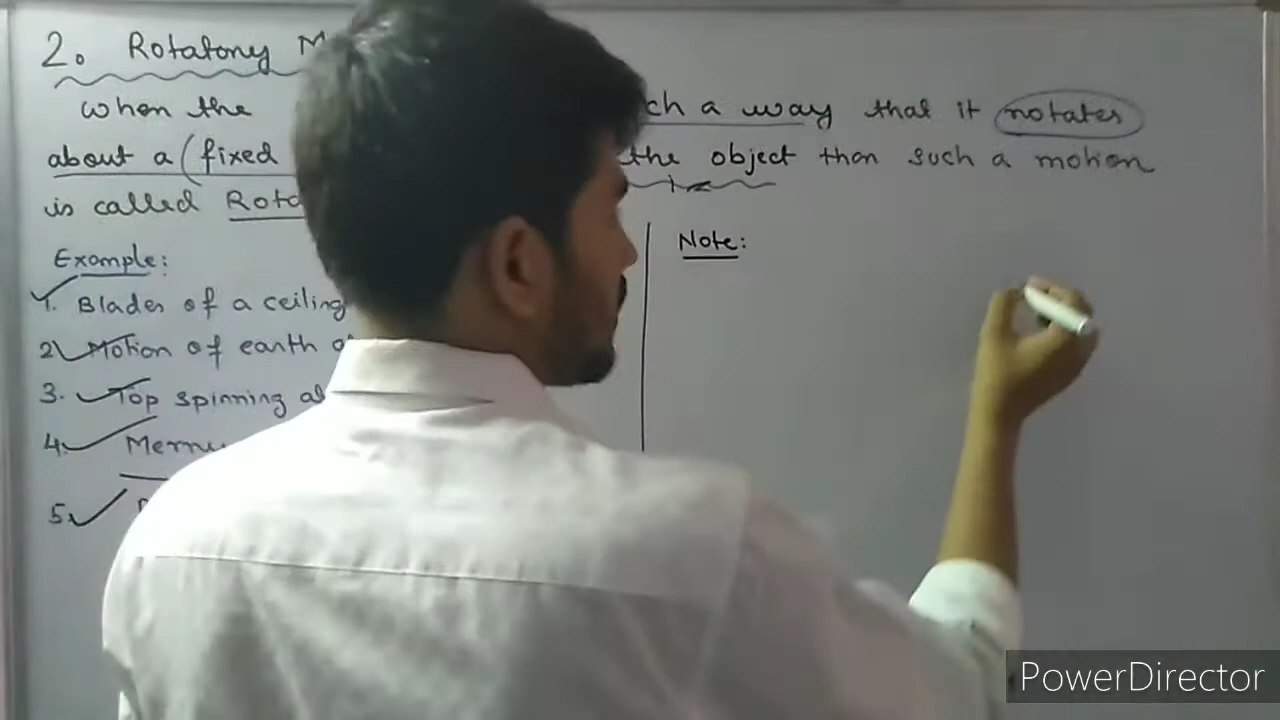 2. Rotatory M
when the ch a way that it rotates
about a (fixed the object than such a motion
is called Rota
Example:
1. Blades of a ceiling
2. Motion of earth
3. Top spinning
4. Merry
5.
Note:
PowerDirector